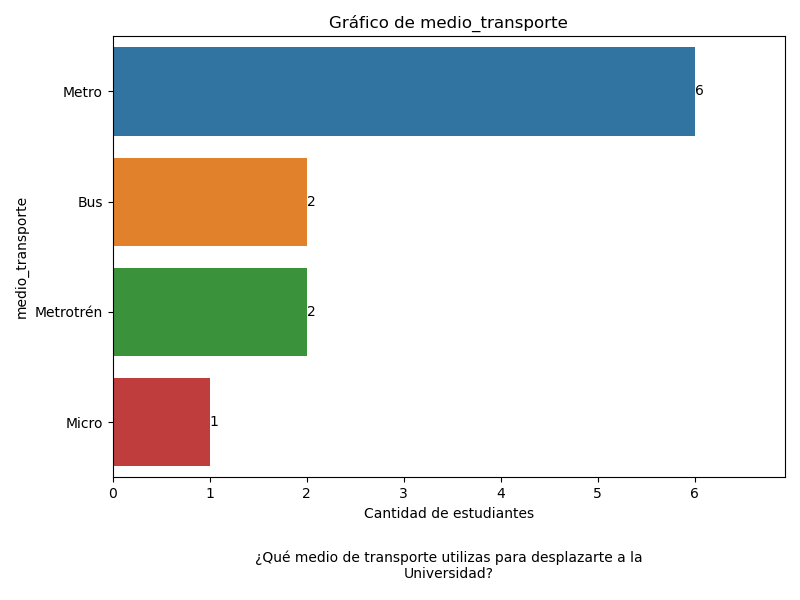 Gráfico de medio_transporte
Metro
6
Bus
2
Metrotrén
2
Micro
1
medio_transporte
0 1 2 3 4 5 6
Cantidad de estudiantes
¿Qué medio de transporte utilizas para desplazarte a la
Universidad?